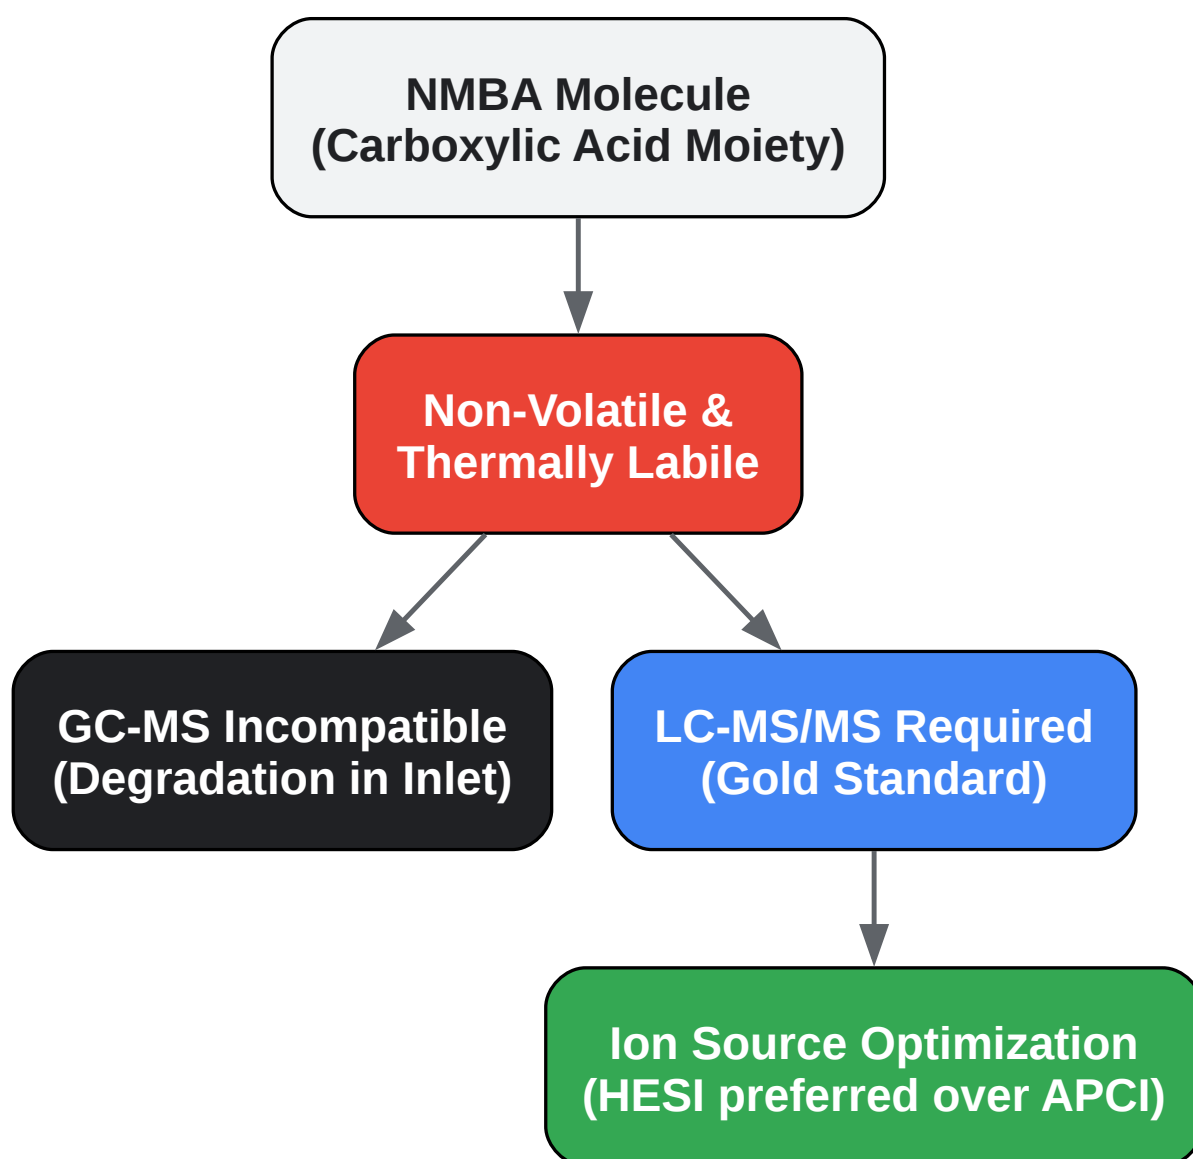 NMBA Molecule
(Carboxylic Acid Moiety)
Non-Volatile &
Thermally Labile
GC-MS Incompatible
(Degradation in Inlet)
LC-MS/MS Required
(Gold Standard)
Ion Source Optimization
(HESI preferred over APCI)